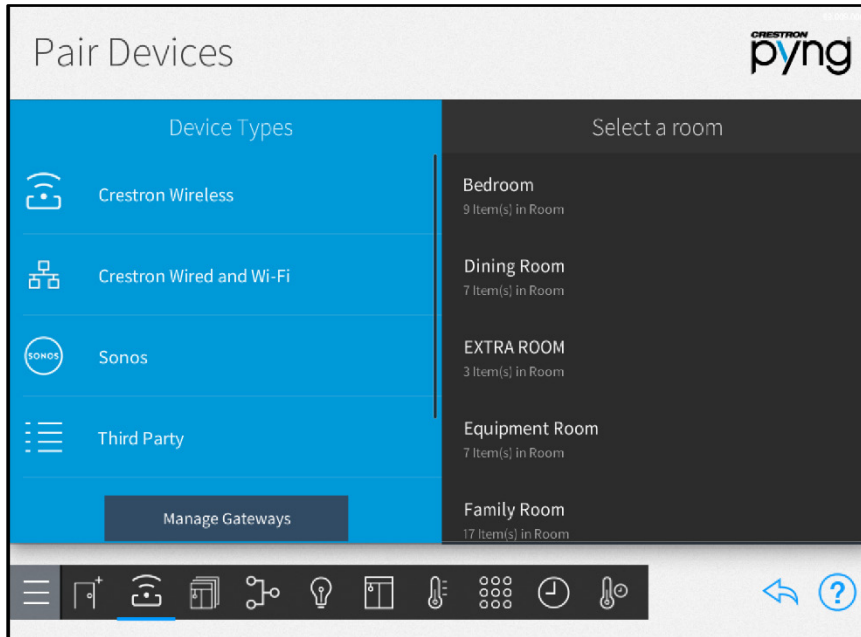 Pair Devices
CRESTRON
pyng
Device Types
Select a room
Crestron Wireless
Bedroom
9 Item(s) in Room
Crestron Wired and Wi-Fi
Dining Room
7 Item(s) in Room
SONOS
Sonos
EXTRA ROOM
3 Item(s) in Room
Third Party
Equipment Room
7 Item(s) in Room
Manage Gateways
Family Room
17 Item(s) in Room
?